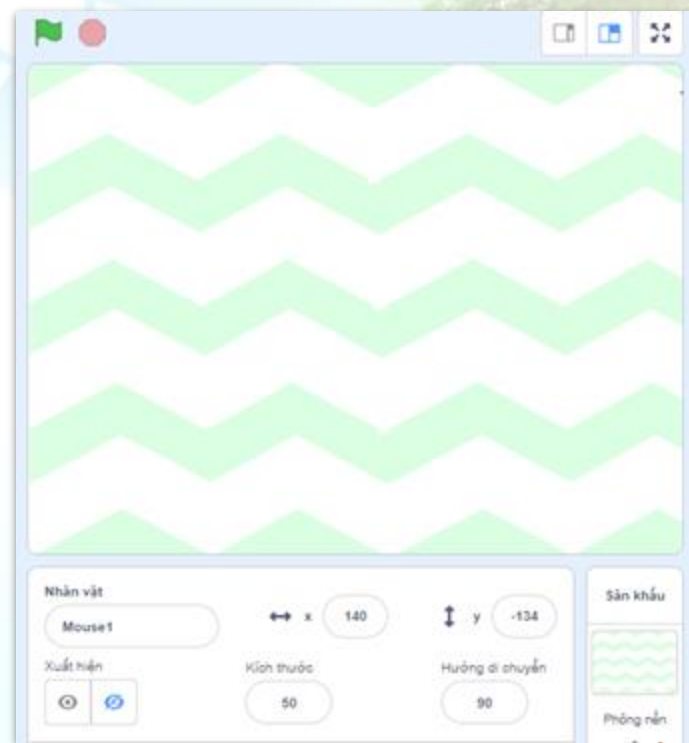 Nhân vật
Mouse1
x 140
y -134
Sân khấu
Xuất hiện
Kích thước
50
Hướng di chuyển
90
Phông nền